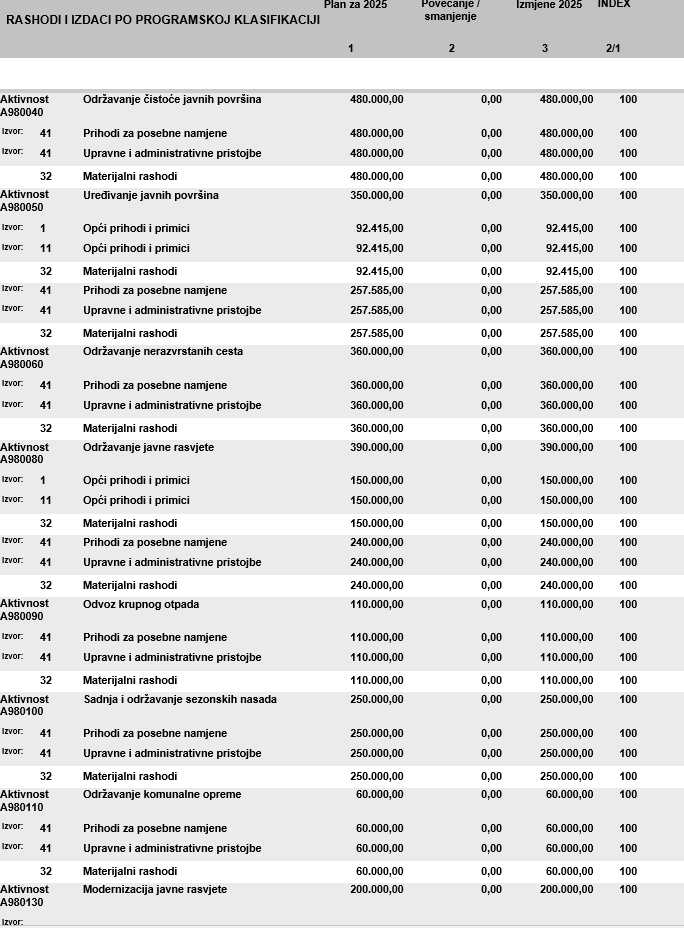 RASHODI I IZDACI PO PROGRAMSKOJ KLASIFIKACIJI Plan za 2025 Povećanje / smanjenje Izmjene 2025 INDEX
1 2 3 2/1
Aktivnost A980040 Održavanje čistoće javnih površina 480.000,00 0,00 480.000,00 100
Izvor: 41 Prihodi za posebne namjene 480.000,00 0,00 480.000,00 100
Izvor: 41 Upravne i administrativne pristojbe 480.000,00 0,00 480.000,00 100
32 Materijalni rashodi 480.000,00 0,00 480.000,00 100
Aktivnost A980050 Uređivanje javnih površina 350.000,00 0,00 350.000,00 100
Izvor: 1 Opći prihodi i primici 92.415,00 0,00 92.415,00 100
Izvor: 11 Opći prihodi i primici 92.415,00 0,00 92.415,00 100
32 Materijalni rashodi 92.415,00 0,00 92.415,00 100
Izvor: 41 Prihodi za posebne namjene 257.585,00 0,00 257.585,00 100
Izvor: 41 Upravne i administrativne pristojbe 257.585,00 0,00 257.585,00 100
32 Materijalni rashodi 257.585,00 0,00 257.585,00 100
Aktivnost A980060 Održavanje nerazvrstanih cesta 360.000,00 0,00 360.000,00 100
Izvor: 41 Prihodi za posebne namjene 360.000,00 0,00 360.000,00 100
Izvor: 41 Upravne i administrativne pristojbe 360.000,00 0,00 360.000,00 100
32 Materijalni rashodi 360.000,00 0,00 360.000,00 100
Aktivnost A980080 Održavanje javne rasvjete 390.000,00 0,00 390.000,00 100
Izvor: 1 Opći prihodi i primici 150.000,00 0,00 150.000,00 100
Izvor: 11 Opći prihodi i primici 150.000,00 0,00 150.000,00 100
32 Materijalni rashodi 150.000,00 0,00 150.000,00 100
Izvor: 41 Prihodi za posebne namjene 240.000,00 0,00 240.000,00 100
Izvor: 41 Upravne i administrativne pristojbe 240.000,00 0,00 240.000,00 100
32 Materijalni rashodi 240.000,00 0,00 240.000,00 100
Aktivnost A980090 Odvoz krupnog otpada 110.000,00 0,00 110.000,00 100
Izvor: 41 Prihodi za posebne namjene 110.000,00 0,00 110.000,00 100
Izvor: 41 Upravne i administrativne pristojbe 110.000,00 0,00 110.000,00 100
32 Materijalni rashodi 110.000,00 0,00 110.000,00 100
Aktivnost A980100 Sadnja i održavanje sezonskih nasada 250.000,00 0,00 250.000,00 100
Izvor: 41 Prihodi za posebne namjene 250.000,00 0,00 250.000,00 100
Izvor: 41 Upravne i administrativne pristojbe 250.000,00 0,00 250.000,00 100
32 Materijalni rashodi 250.000,00 0,00 250.000,00 100
Aktivnost A980110 Održavanje komunalne opreme 60.000,00 0,00 60.000,00 100
Izvor: 41 Prihodi za posebne namjene 60.000,00 0,00 60.000,00 100
Izvor: 41 Upravne i administrativne pristojbe 60.000,00 0,00 60.000,00 100
32 Materijalni rashodi 60.000,00 0,00 60.000,00 100
Aktivnost A980130 Modernizacija javne rasvjete 200.000,00 0,00 200.000,00 100
Izvor: